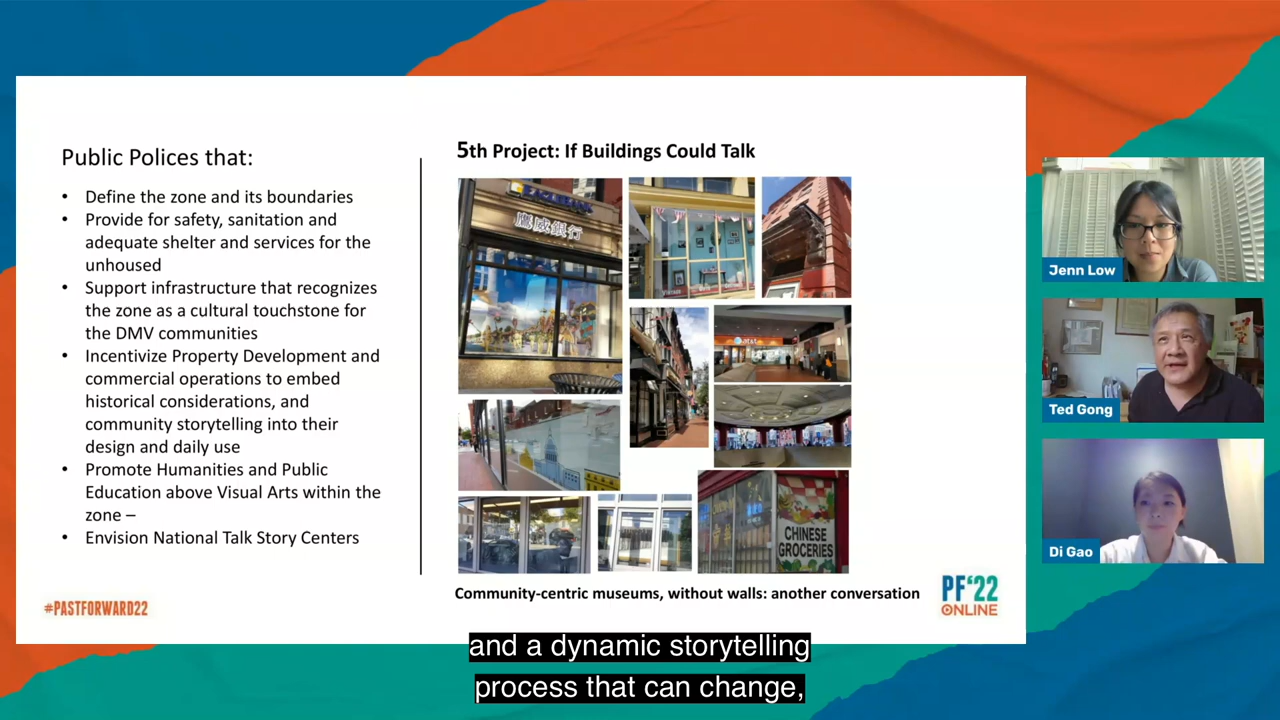 Public Polices that:
• Define the zone and its boundaries
• Provide for safety, sanitation and
adequate shelter and services for the
unhoused
• Support infrastructure that recognizes
the zone as a cultural touchstone for
the DMV communities
• Incentivize Property Development and
commercial operations to embed
historical considerations, and
community storytelling into their
design and daily use
• Promote Humanities and Public
Education above Visual Arts within the
zone –
• Envision National Talk Story Centers
#PASTFORWARD22
5th Project: If Buildings Could Talk
鷹威銀行
at&t
CHINESE
GROCERIES
Community-centric museums, without walls: another conversation
PF'22
ONLINE
Jenn Low
Ted Gong
Di Gao
and a dynamic storytelling
process that can change,